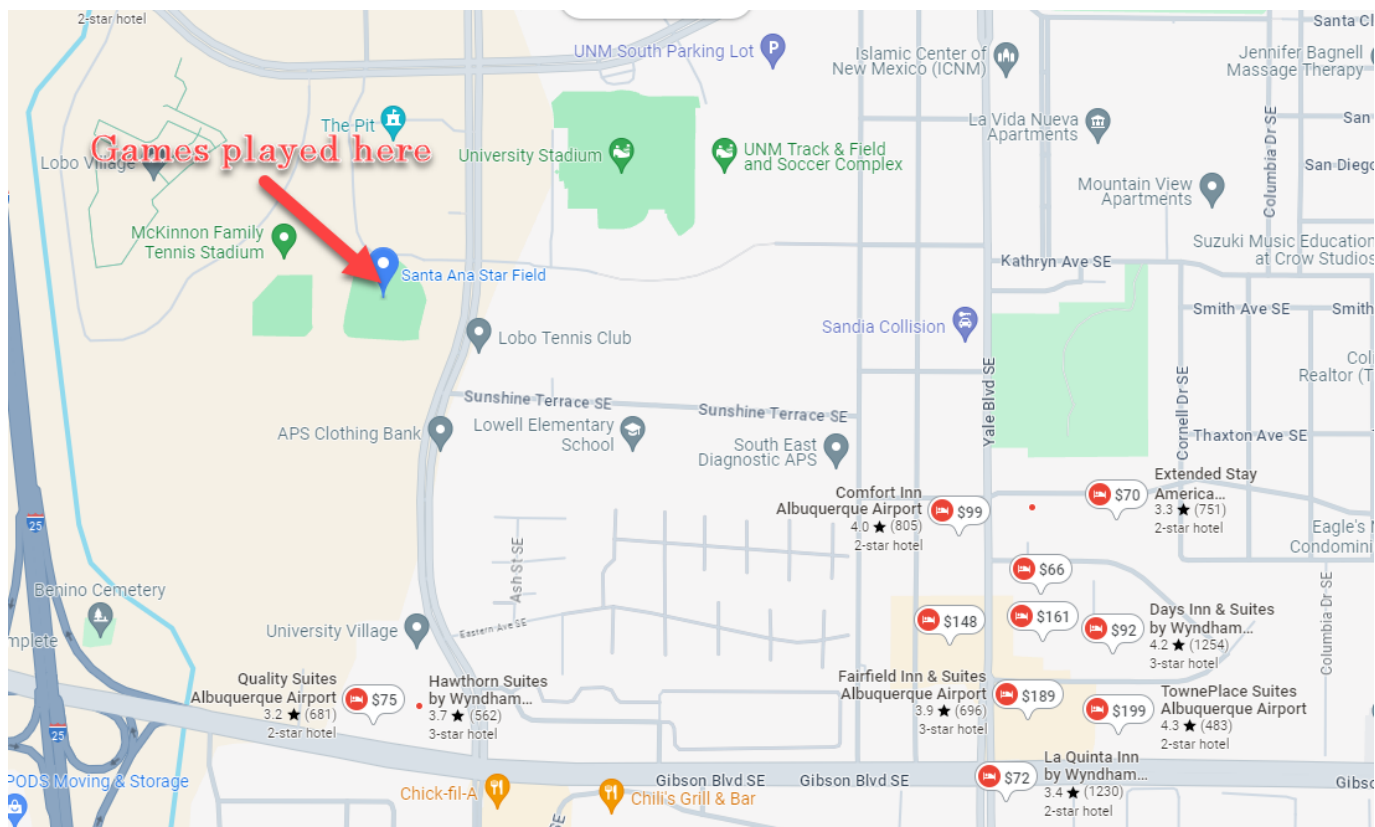 2-star hotel
Santa Cl
UNM South Parking Lot
P
Islamic Center of
New Mexico (ICNM)
Jennifer Bagnell
Massage Therapy
Columbia Dr SE
The Pit
Games played here
Lobo Village
University Stadium
UNM Track & Field
and Soccer Complex
La Vida Nueva
Apartments
San
San Diego
Mountain View
Apartments
McKinnon Family
Tennis Stadium
Santa Ana Star Field
Suzuki Music Education
at Crow Studios
Kathryn Ave SE
Smith Ave SE
Smith
Sandia Collision
Lobo Tennis Club
Yale Blvd SE
Cornell Dr SE
Col
Realtor (T
Sunshine Terrace SE
Sunshine Terrace SE
APS Clothing Bank
Lowell Elementary
School
South East
Diagnostic APS
Thaxton Ave SE
Comfort Inn
Albuquerque Airport
4.0 ★ (805)
2-star hotel
$99
$70
Extended Stay
America...
3.3 ★ (751)
2-star hotel
25
Eagle's
Condomini
Ash St SE
$66
Benino Cemetery
mplete
University Village
Eastern Ave SE
$148
$161
$92
Days Inn & Suites
by Wyndham...
4.2 ★ (1254)
3-star hotel
Columbia Dr SE
Quality Suites
Albuquerque Airport
3.2 ★ (681)
2-star hotel
$75
Hawthorn Suites
by Wyndham...
3.7 ★ (562)
3-star hotel
Fairfield Inn & Suites
Albuquerque Airport
3.9 ★ (696)
3-star hotel
$189
$199
TownePlace Suites
Albuquerque Airport
4.3 ★ (483)
2-star hotel
25
PODS Moving & Storage
Chick-fil-A
Chili's Grill & Bar
Gibson Blvd SE
Gibson Blvd SE
$72
La Quinta Inn
by Wyndham...
3.4 ★ (1230)
2-star hotel
Gibs